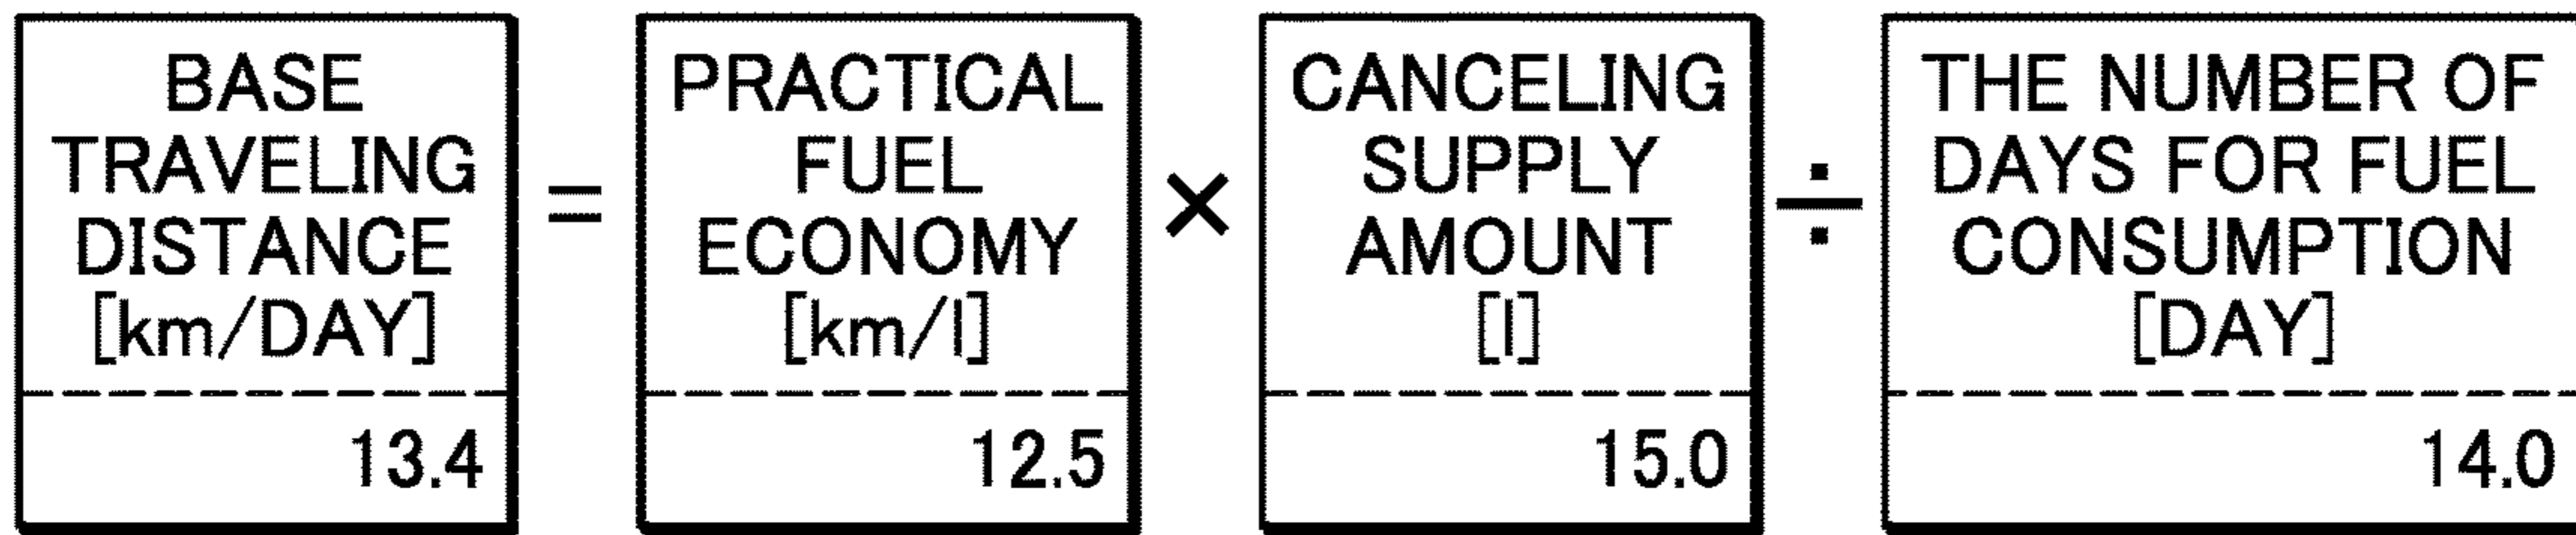 BASE
TRAVELING
DISTANCE
[km/DAY]
13.4
=
PRACTICAL
FUEL
ECONOMY
[km/l]
12.5
×
CANCELING
SUPPLY
AMOUNT
[l]
15.0
÷
THE NUMBER OF
DAYS FOR FUEL
CONSUMPTION
[DAY]
14.0